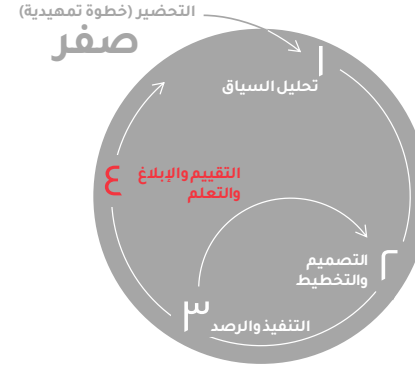 التحضير (خطوة تمهيدية)
صفر
١
تحليل السياق
٢
التصميم
والتخطيط
٣
التنفيذ والرصد
٤
التقييم والإبلاغ
والتعلم